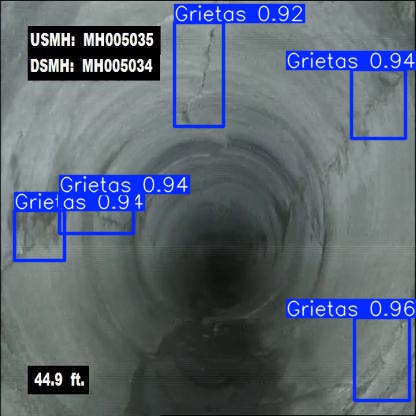 Grietas 0.92
USMH: MH005035
DSMH: MH005034
Grietas 0.94
Grietas 0.94
Grietas 0.94
Grietas 0.96
44.9 ft.